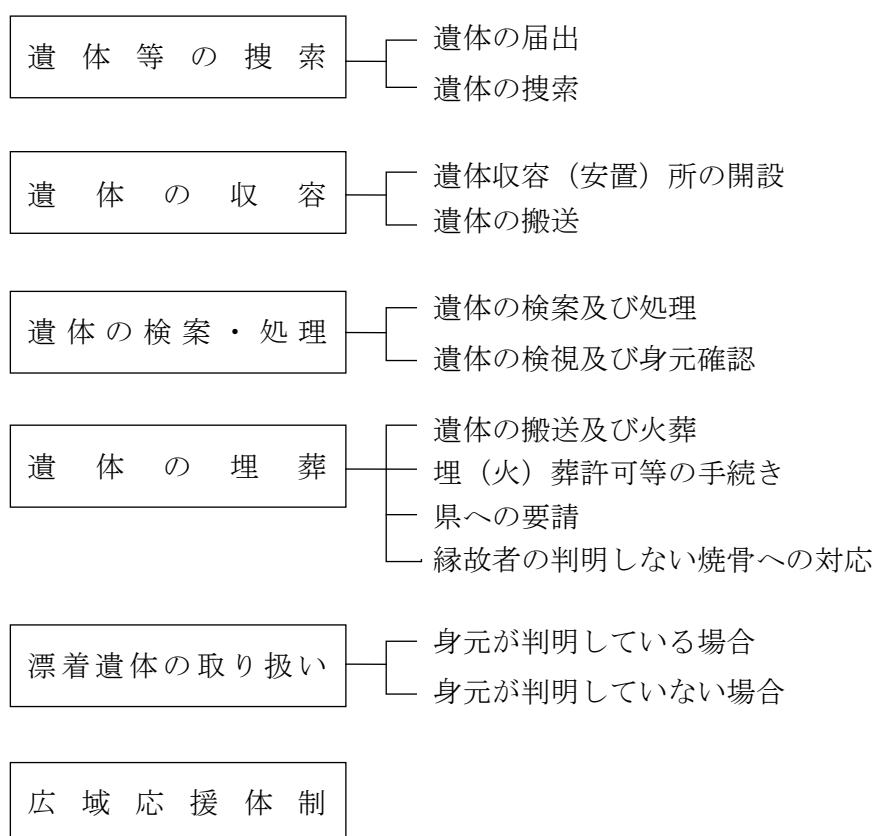 遺体等の捜索
遺体の届出
遺体の捜索
遺体の収容
遺体収容（安置）所の開設
遺体の搬送
遺体の検案・処理
遺体の検案及び処理
遺体の検視及び身元確認
遺体の埋葬
遺体の搬送及び火葬
埋（火）葬許可等の手続き
県への要請
縁故者の判明しない焼骨への対応
漂着遺体の取り扱い
身元が判明している場合
身元が判明していない場合
広域応援体制